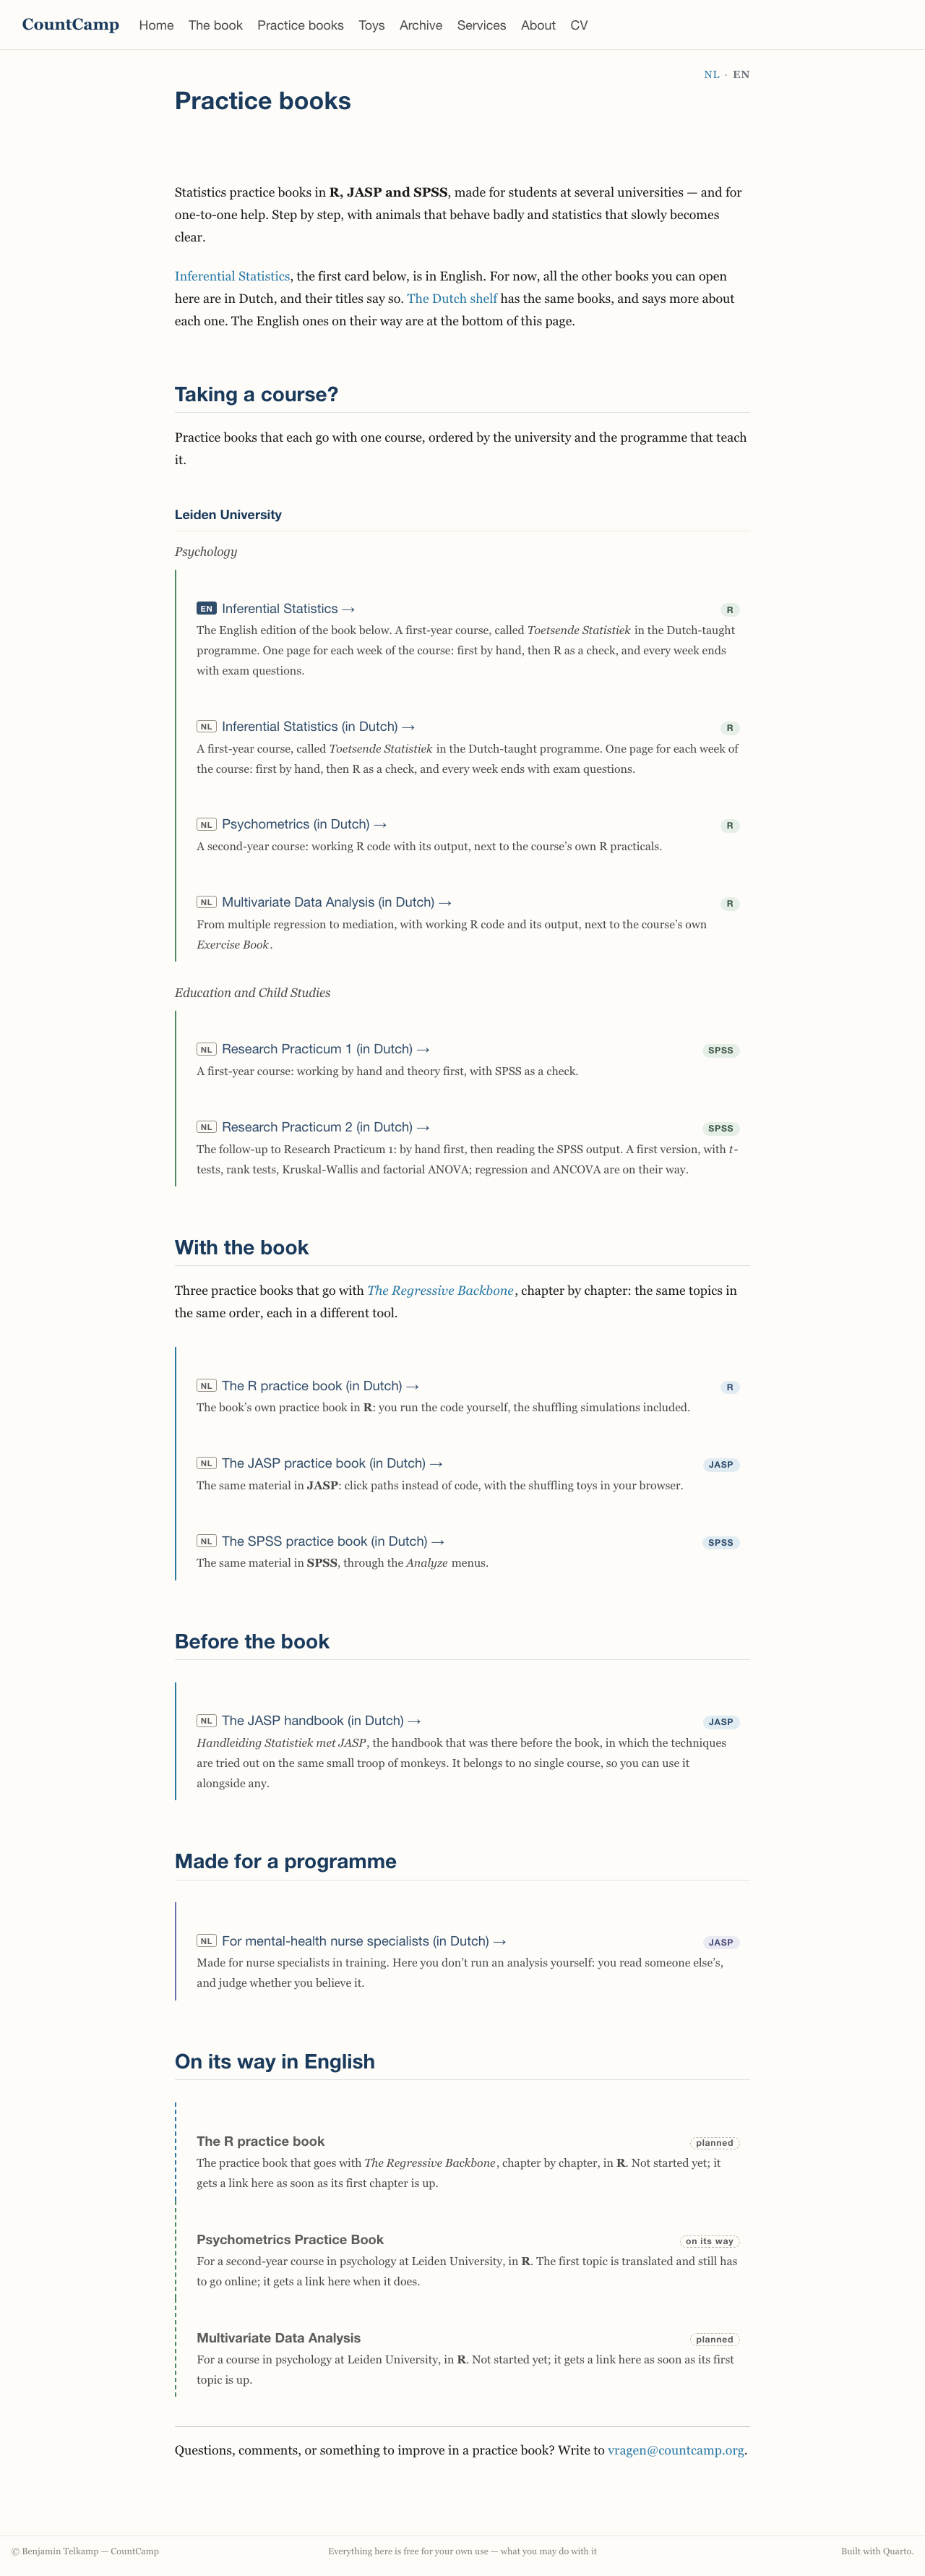 CountCamp Home The book Practice books Toys Archive Services About CV
NL · EN
Practice books
Statistics practice books in R, JASP and SPSS, made for students at several universities — and for
one-to-one help. Step by step, with animals that behave badly and statistics that slowly becomes
clear.
Inferential Statistics, the first card below, is in English. For now, all the other books you can open
here are in Dutch, and their titles say so. The Dutch shelf has the same books, and says more about
each one. The English ones on their way are at the bottom of this page.
Taking a course?
Practice books that each go with one course, ordered by the university and the programme that teach
it.
Leiden University
Psychology
EN Inferential Statistics → R
The English edition of the book below. A first-year course, called Toetsende Statistiek in the Dutch-taught
programme. One page for each week of the course: first by hand, then R as a check, and every week ends
with exam questions.
NL Inferential Statistics (in Dutch) → R
A first-year course, called Toetsende Statistiek in the Dutch-taught programme. One page for each week of
the course: first by hand, then R as a check, and every week ends with exam questions.
NL Psychometrics (in Dutch) → R
A second-year course: working R code with its output, next to the course's own R practicals.
NL Multivariate Data Analysis (in Dutch) → R
From multiple regression to mediation, with working R code and its output, next to the course's own
Exercise Book.
Education and Child Studies
NL Research Practicum 1 (in Dutch) → SPSS
A first-year course: working by hand and theory first, with SPSS as a check.
NL Research Practicum 2 (in Dutch) → SPSS
The follow-up to Research Practicum 1: by hand first, then reading the SPSS output. A first version, with t-
tests, rank tests, Kruskal-Wallis and factorial ANOVA; regression and ANCOVA are on their way.
With the book
Three practice books that go with The Regressive Backbone, chapter by chapter: the same topics in
the same order, each in a different tool.
NL The R practice book (in Dutch) → R
The book's own practice book in R: you run the code yourself, the shuffling simulations included.
NL The JASP practice book (in Dutch) → JASP
The same material in JASP: click paths instead of code, with the shuffling toys in your browser.
NL The SPSS practice book (in Dutch) → SPSS
The same material in SPSS, through the Analyze menus.
Before the book
NL The JASP handbook (in Dutch) → JASP
Handleiding Statistiek met JASP, the handbook that was there before the book, in which the techniques
are tried out on the same small troop of monkeys. It belongs to no single course, so you can use it
alongside any.
Made for a programme
NL For mental-health nurse specialists (in Dutch) → JASP
Made for nurse specialists in training. Here you don't run an analysis yourself: you read someone else's,
and judge whether you believe it.
On its way in English
The R practice book planned
The practice book that goes with The Regressive Backbone, chapter by chapter, in R. Not started yet; it
gets a link here as soon as its first chapter is up.
Psychometrics Practice Book on its way
For a second-year course in psychology at Leiden University, in R. The first topic is translated and still has
to go online; it gets a link here when it does.
Multivariate Data Analysis planned
For a course in psychology at Leiden University, in R. Not started yet; it gets a link here as soon as its first
topic is up.
Questions, comments, or something to improve in a practice book? Write to vragen@countcamp.org.
© Benjamin Telkamp — CountCamp Everything here is free for your own use — what you may do with it Built with Quarto.